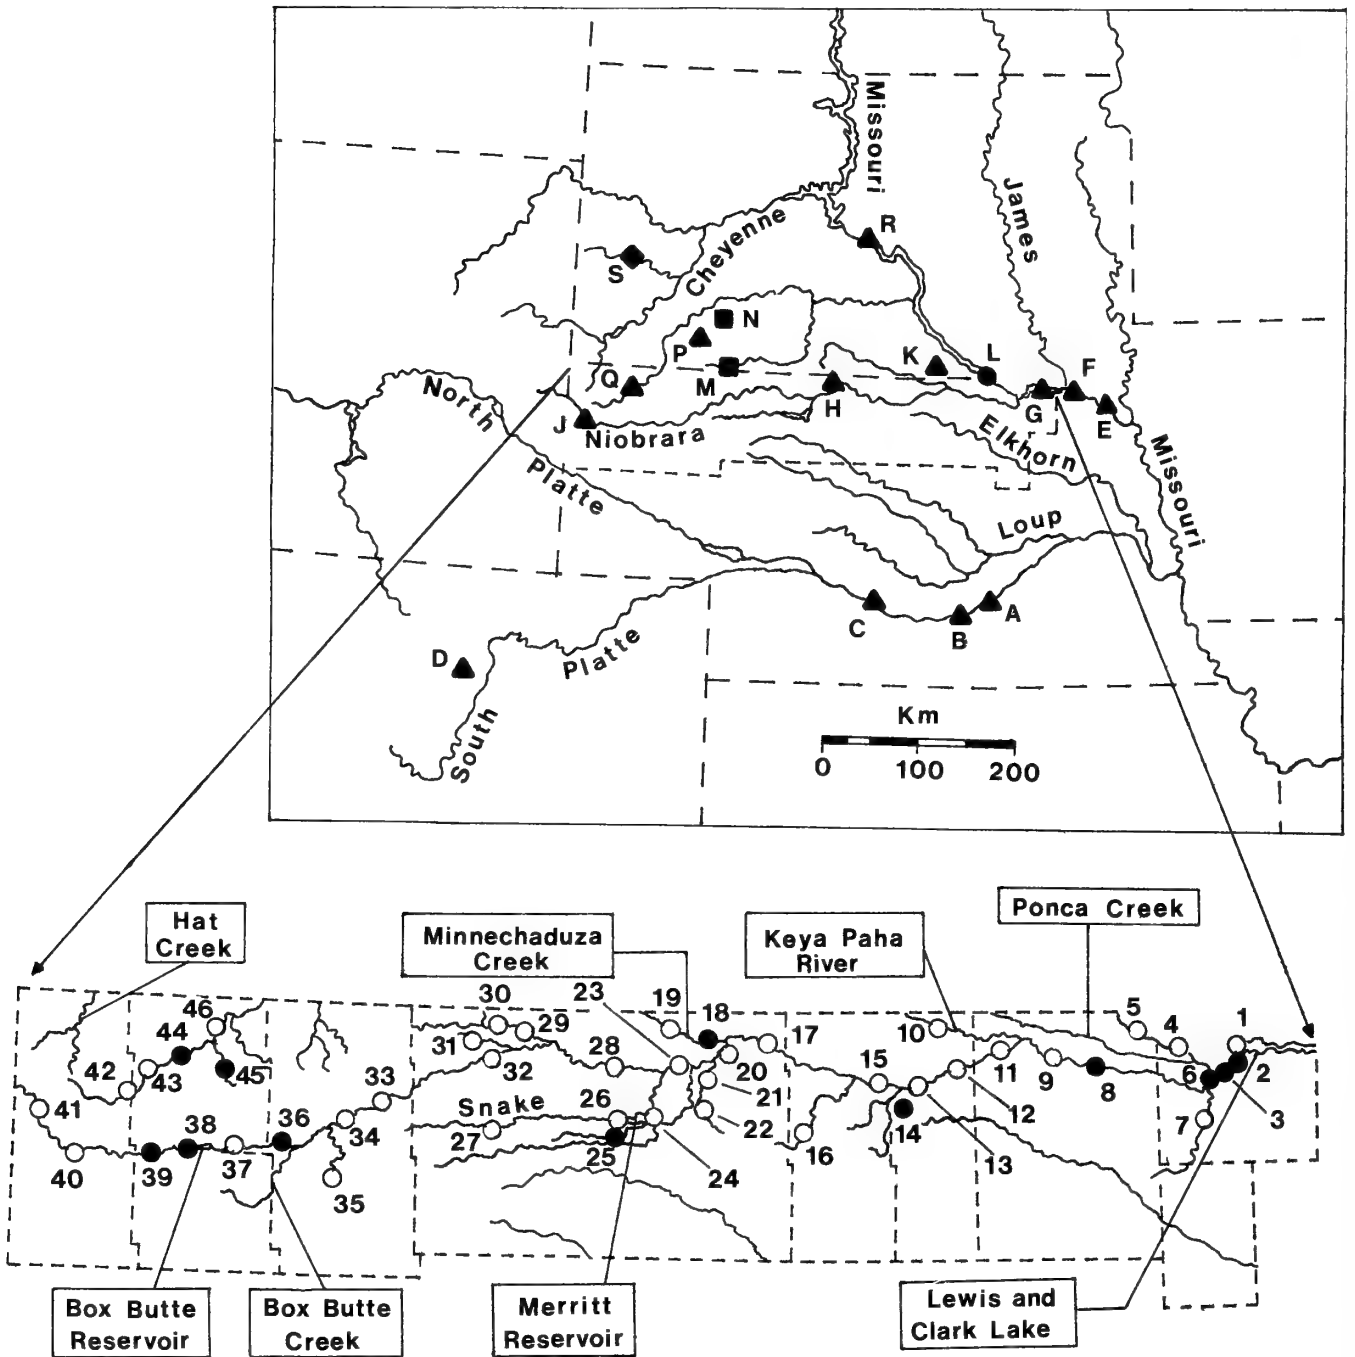 Missouri
James
R
Cheyenne
S
N
P
K
L
F
Q
M
H
G
E
J
Niobrara
North
Platte
Elkhorn
Missouri
Loup
C
B
A
D
Platte
South
Km
0 100 200
Hat
Creek
Minnechaduza
Creek
Keya Paha
River
Ponca Creek
46
44
42
43
45
41
40
39
38
37
36
33
34
35
30
29
31
32
28
23
19
18
17
20
21
22
Snake
26
27
25
24
16
15
14
13
12
11
10
9
8
5
4
1
6
2
3
7
Box Butte
Reservoir
Box Butte
Creek
Merritt
Reservoir
Lewis and
Clark Lake